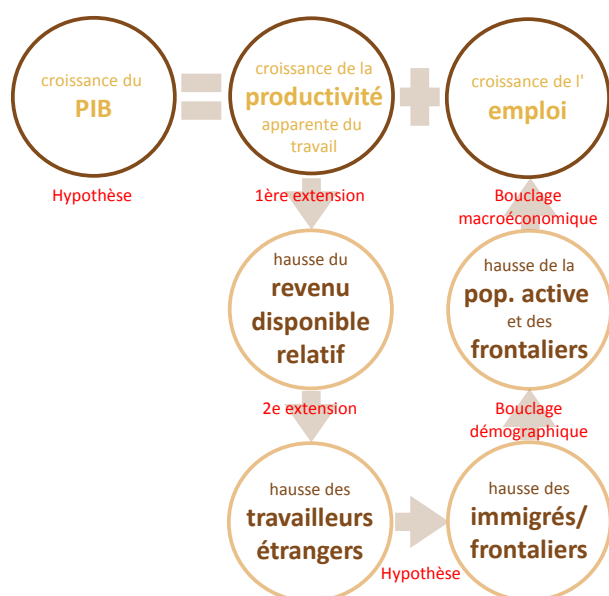 croissance du
PIB
croissance de la
productivité
apparente du
travail
croissance de l'
emploi
Hypothèse
1ère extension
Bouclage
macroéconomique
hausse du
revenu
disponible
relatif
hausse de la
pop. active
et des
frontaliers
2e extension
Bouclage
démographique
hausse des
travailleurs
étrangers
hausse des
immigrés/
frontaliers
Hypothèse